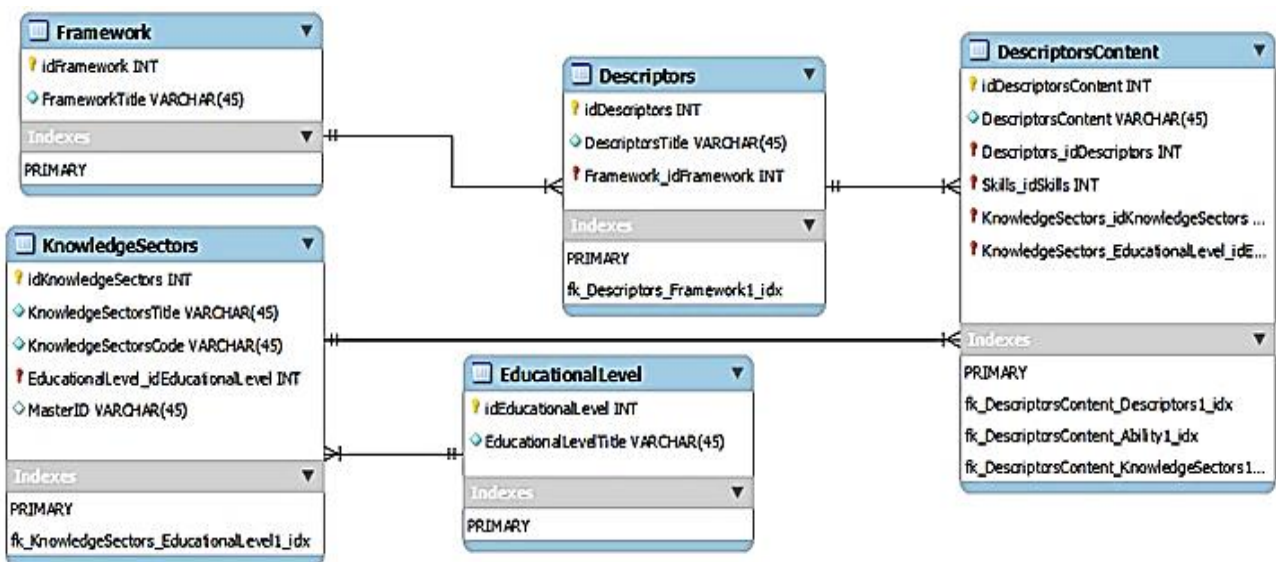 Framework
idFramework INT
FrameworkTitle VARCHAR(45)
Indexes
PRIMARY
Descriptors
idDescriptors INT
DescriptorsTitle VARCHAR(45)
Framework_idFramework INT
Indexes
PRIMARY
fk_Descriptors_Framework1_idx
DescriptorsContent
idDescriptorsContent INT
DescriptorsContent VARCHAR(45)
Descriptors_idDescriptors INT
Skills_idSkills INT
KnowledgeSectors_idKnowledgeSectors ...
KnowledgeSectors_EducationalLevel_idE...
Indexes
PRIMARY
fk_DescriptorsContent_Descriptors1_idx
fk_DescriptorsContent_Ability1_idx
fk_DescriptorsContent_KnowledgeSectors1...
KnowledgeSectors
idKnowledgeSectors INT
KnowledgeSectorsTitle VARCHAR(45)
KnowledgeSectorsCode VARCHAR(45)
EducationalLevel_idEducationalLevel INT
MasterID VARCHAR(45)
Indexes
PRIMARY
fk_KnowledgeSectors_EducationalLevel1_idx
EducationalLevel
idEducationalLevel INT
EducationalLevelTitle VARCHAR(45)
Indexes
PRIMARY